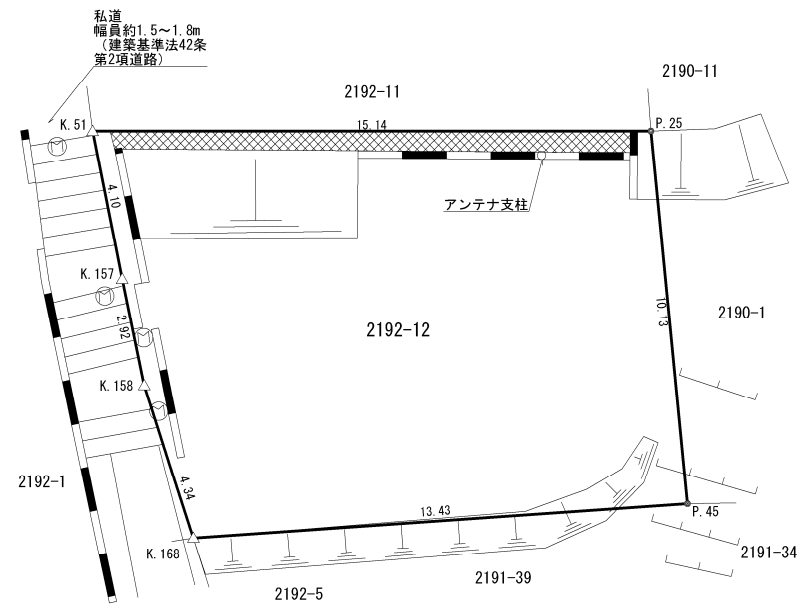 私道
幅員約1.5～1.8m
（建築基準法42条
第2項道路）
2190-11
2192-11
K.51
15.14
P.25
4.10
アンテナ支柱
K.157
2.92
10.13
2190-1
2192-12
K.158
2192-1
4.34
13.43
P.45
K.168
2191-34
2191-39
2192-5